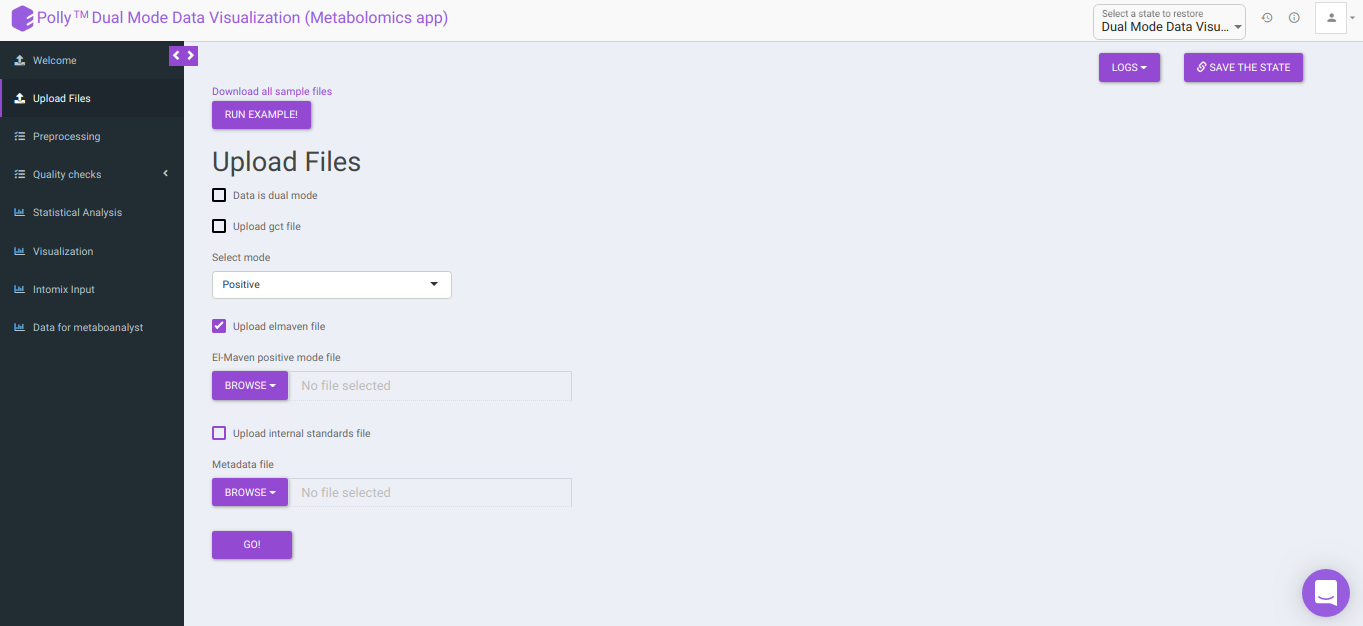 Polly™ Dual Mode Data Visualization (Metabolomics app)
Select a state to restore
Dual Mode Data Visu...
Welcome
Upload Files
Preprocessing
Quality checks
Statistical Analysis
Visualization
Intomix Input
Data for metaboanalyst
LOGS
SAVE THE STATE
Download all sample files
RUN EXAMPLE!
Upload Files
Data is dual mode
Upload gct file
Select mode
Positive
Upload elmaven file
El-Maven positive mode file
BROWSE No file selected
Upload internal standards file
Metadata file
BROWSE No file selected
GO!